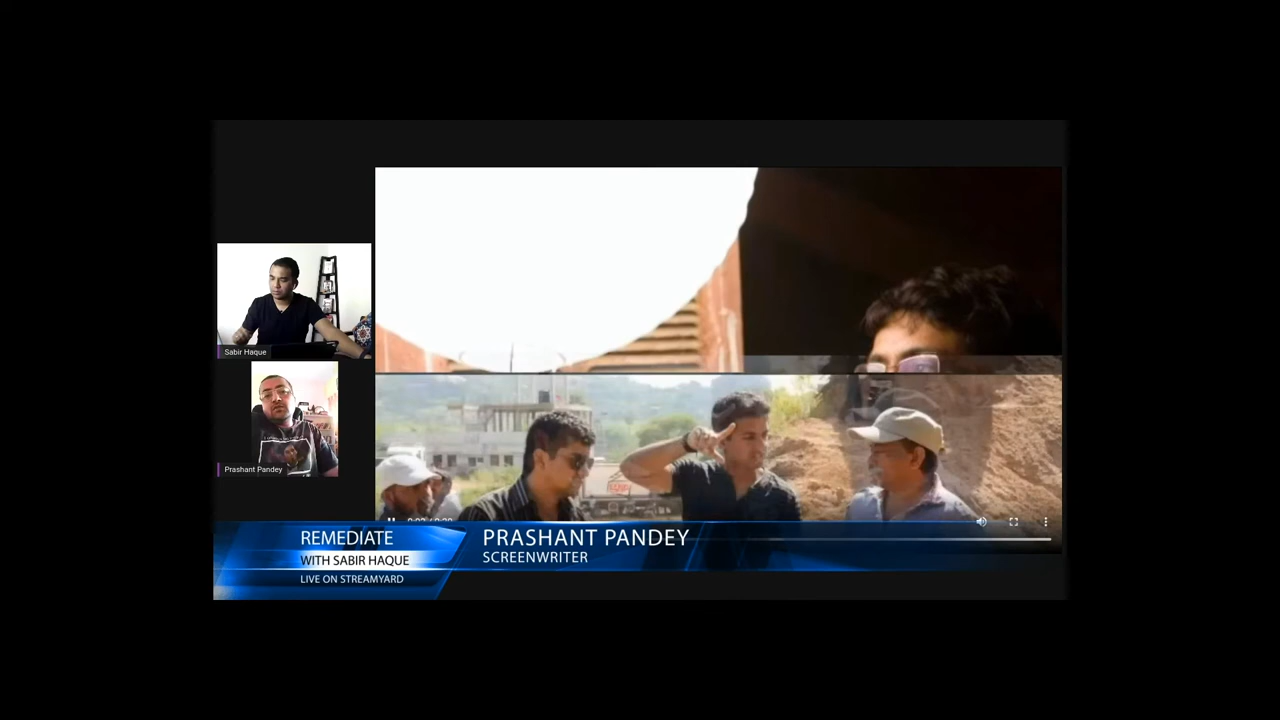 Sabir Haque
Prashant Pandey
REMEDIATE
WITH SABIR HAQUE
LIVE ON STREAMYARD
PRASHANT PANDEY
SCREENWRITER